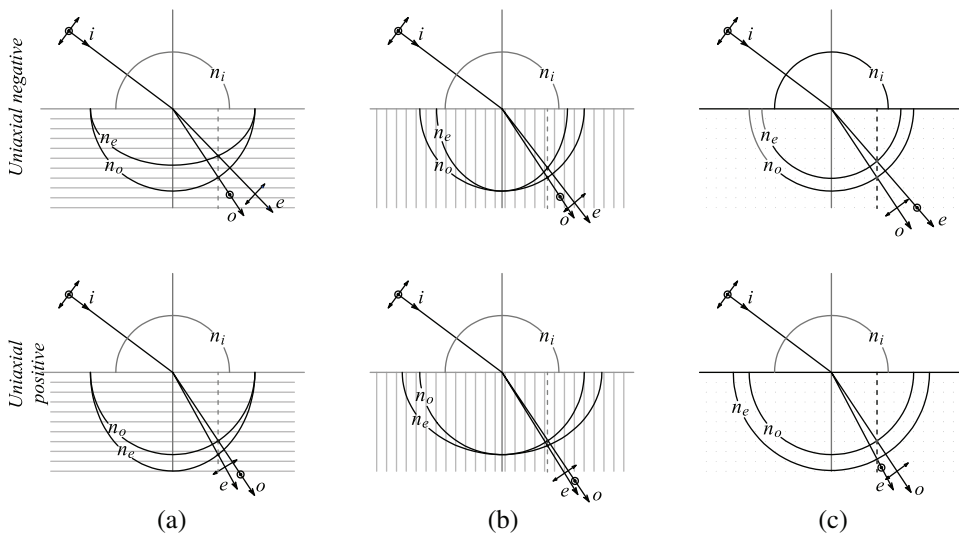 Uniaxial negative
i
n_i
n_e
n_o
o
e
i
n_i
n_e
n_o
o
e
i
n_i
n_e
n_o
o
e
Uniaxial
positive
i
n_i
n_o
n_e
e
o
i
n_i
n_o
n_e
e
o
i
n_i
n_e
n_o
e
o
(a)
(b)
(c)